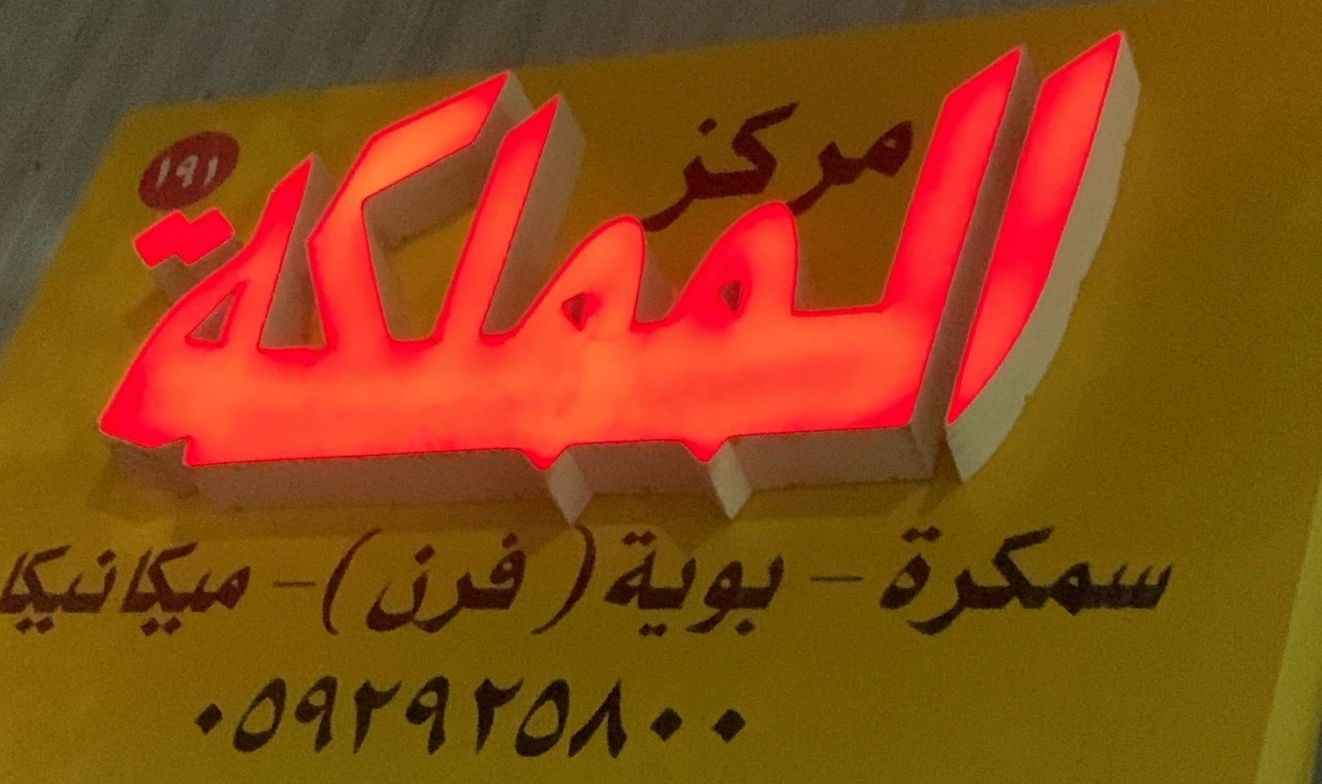 مركز
المملكة
١٩١
سمكرة - بوية (فرن) - ميكانيكا
٠٥٩٢٩٢٥٨٠٠